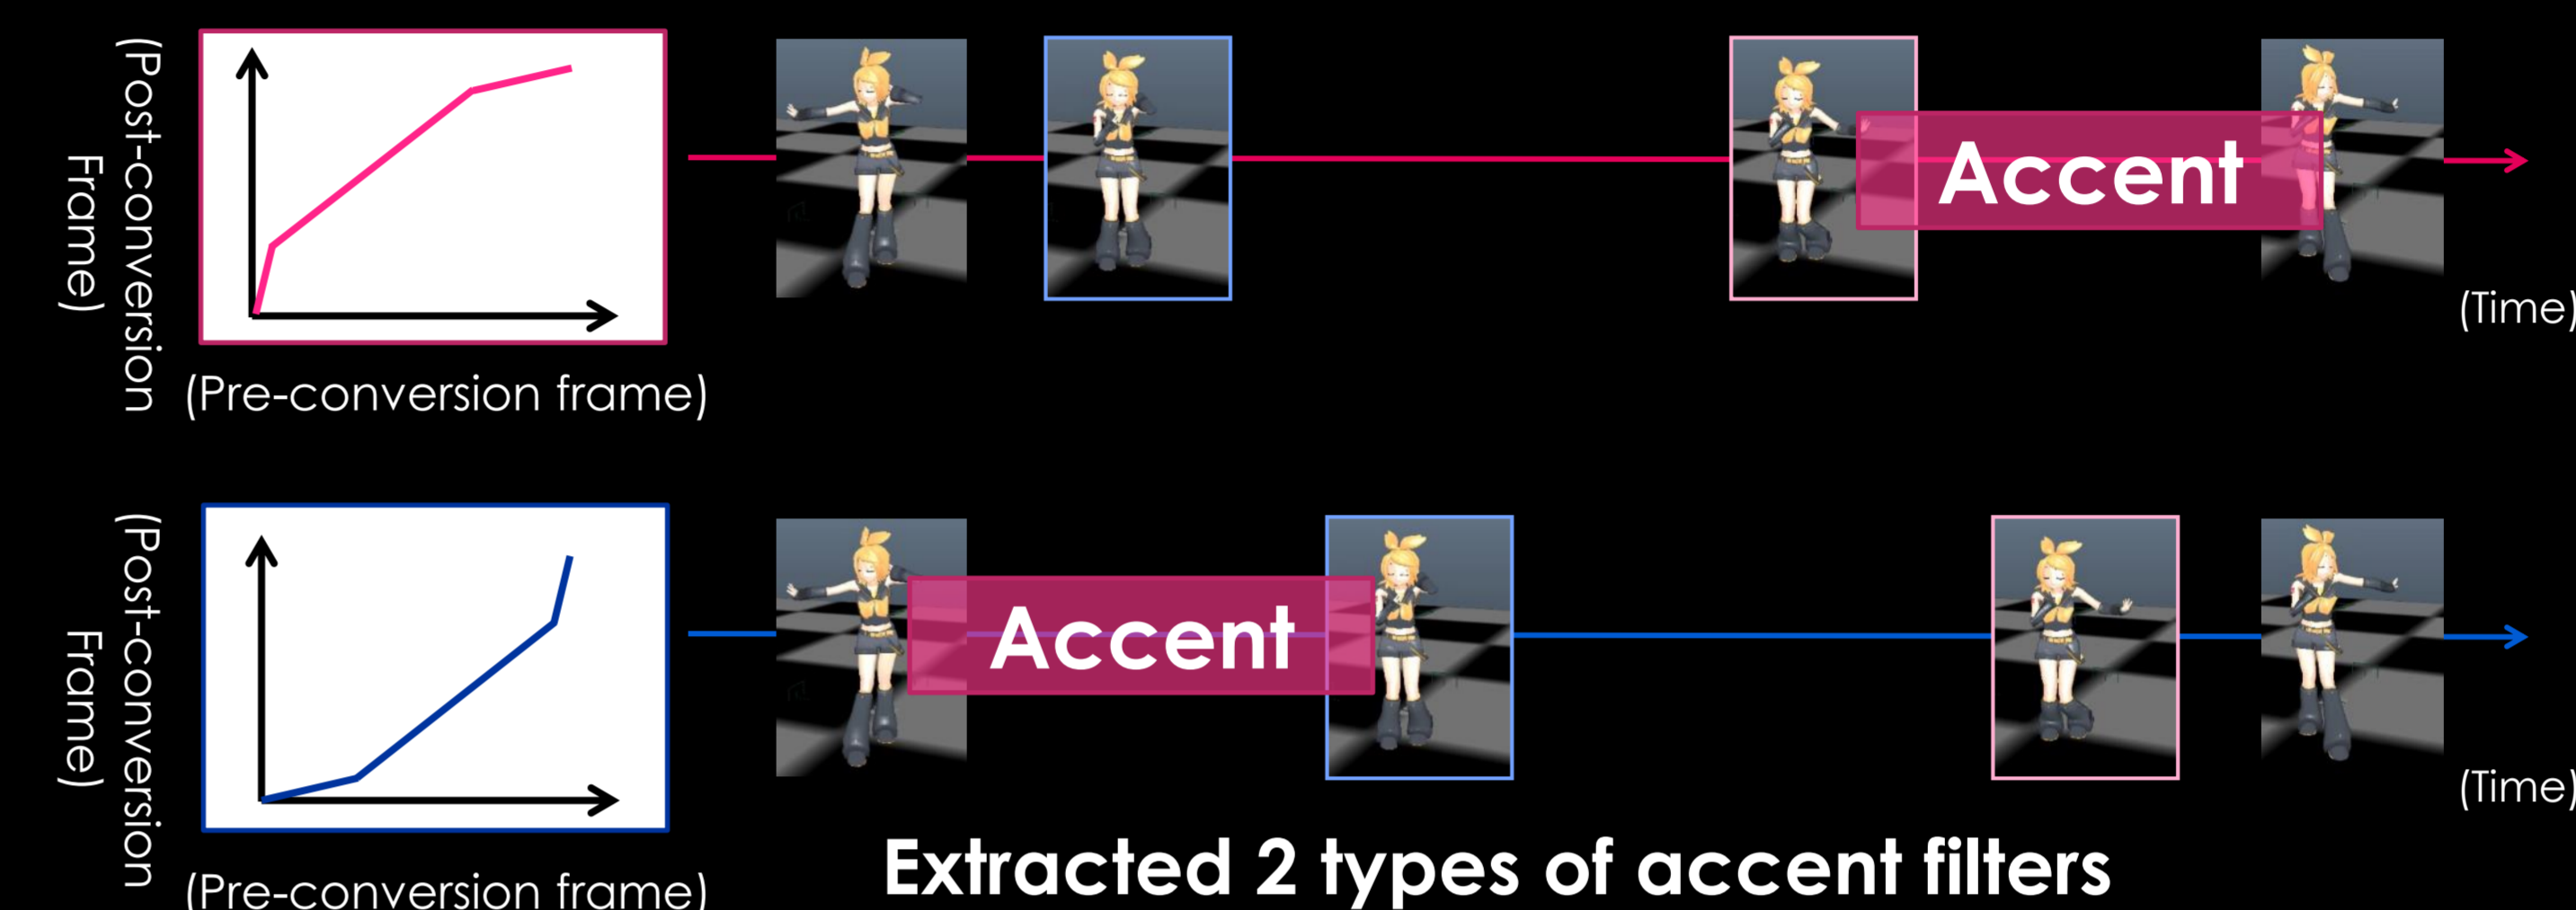 (Post-conversion
Frame)
(Pre-conversion frame)
Accent
(Time)
(Post-conversion
Frame)
(Pre-conversion frame)
Accent
(Time)
Extracted 2 types of accent filters